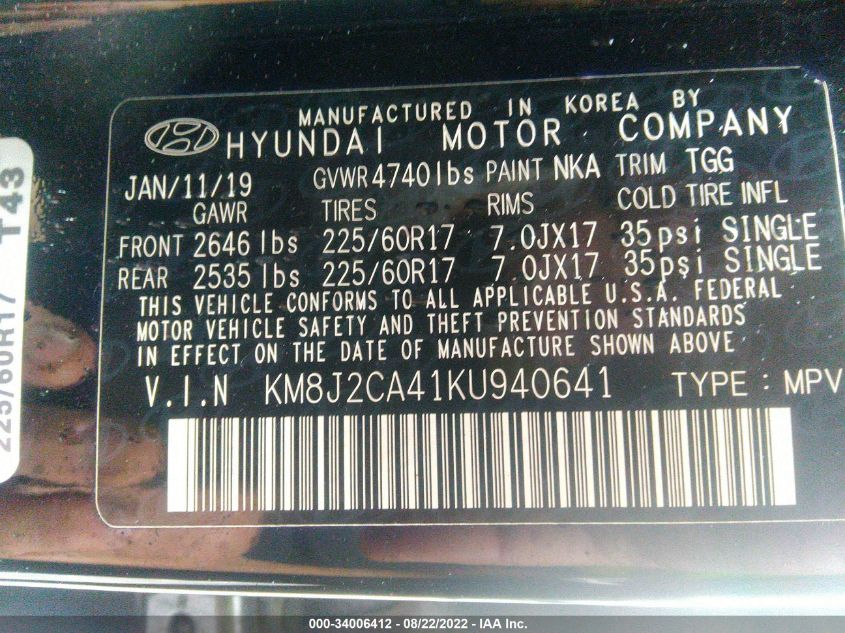 MANUFACTURED IN KOREA BY
HYUNDAI MOTOR COMPANY
JAN/11/19 GVWR 4740lbs PAINT NKA TRIM TGG
GAWR TIRES RIMS COLD TIRE INFL
FRONT 2646 lbs 225/60R17 7.0JX17 35psi SINGLE
REAR 2535 lbs 225/60R17 7.0JX17 35psi SINGLE
THIS VEHICLE CONFORMS TO ALL APPLICABLE U.S.A. FEDERAL
MOTOR VEHICLE SAFETY AND THEFT PREVENTION STANDARDS
IN EFFECT ON THE DATE OF MANUFACTURE SHOWN ABOVE
V.I.N KM8J2CA41KU940641 TYPE : MPV
225/60R17 T43
000-34006412 - 08/22/2022 - IAA Inc.